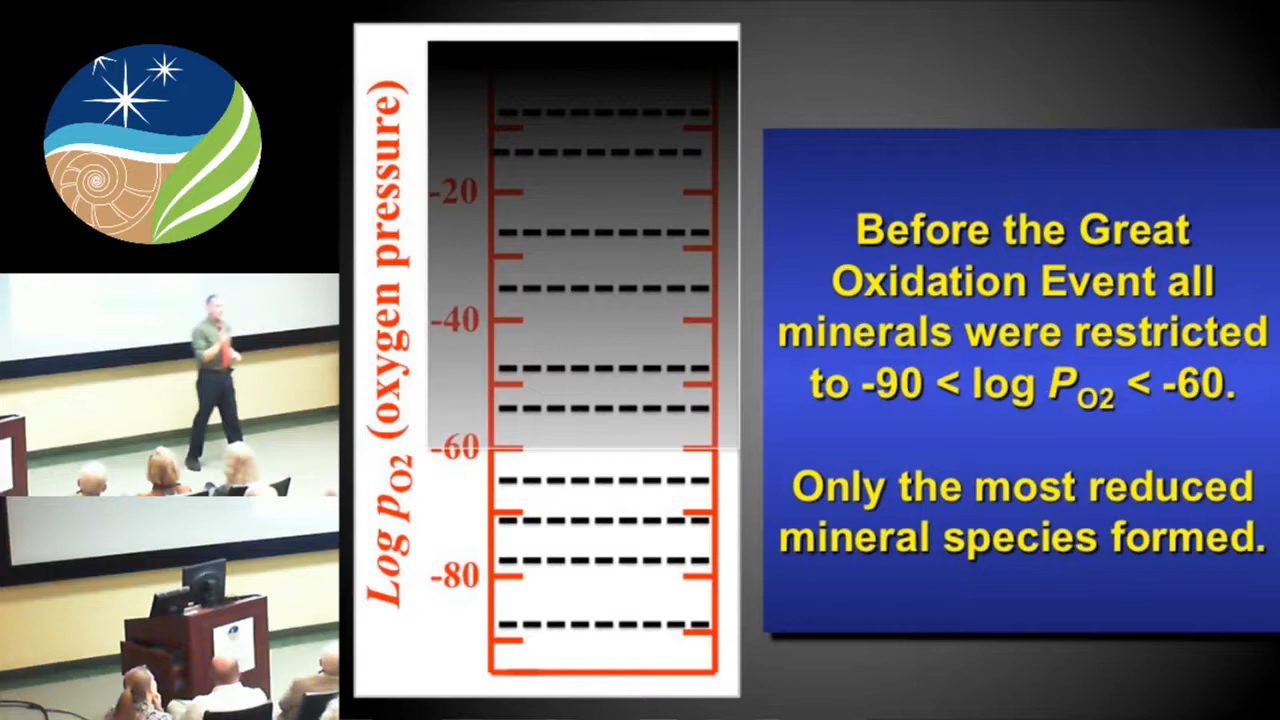 Log pO2 (oxygen pressure)
-20
-40
-60
-80
Before the Great
Oxidation Event all
minerals were restricted
to -90 < log PO2 < -60.
Only the most reduced
mineral species formed.